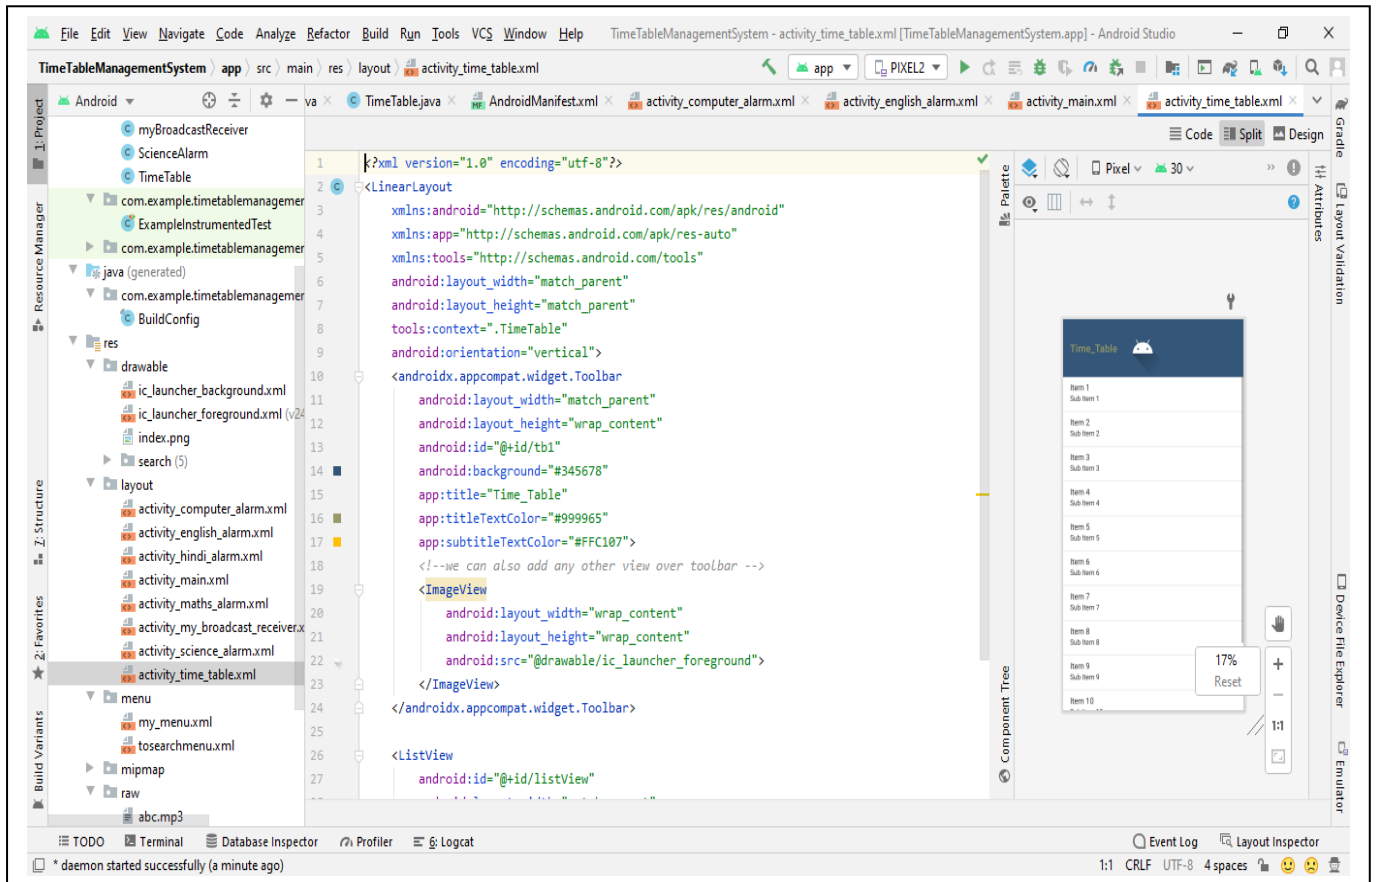 File Edit View Navigate Code Analyze Refactor Build Run Tools VCS Window Help TimeTableManagementSystem - activity_time_table.xml [TimeTableManagementSystem.app] - Android Studio
TimeTableManagementSystem app src main res layout activity_time_table.xml app PIXEL2
Android va TimeTable.java AndroidManifest.xml activity_computer_alarm.xml activity_english_alarm.xml activity_main.xml activity_time_table.xml
Code Split Design
1: Project
Resource Manager
Z: Structure
2: Favorites
Build Variants
myBroadcastReceiver
ScienceAlarm
TimeTable
com.example.timetablemanagemer
ExampleInstrumentedTest
com.example.timetablemanagemer
java (generated)
com.example.timetablemanagemer
BuildConfig
res
drawable
ic_launcher_background.xml
ic_launcher_foreground.xml (v24
index.png
search (5)
layout
activity_computer_alarm.xml
activity_english_alarm.xml
activity_hindi_alarm.xml
activity_main.xml
activity_maths_alarm.xml
activity_my_broadcast_receiver.x
activity_science_alarm.xml
activity_time_table.xml
menu
my_menu.xml
tosearchmenu.xml
mipmap
raw
abc.mp3
1 <?xml version="1.0" encoding="utf-8"?>
2 <LinearLayout
3 xmlns:android="http://schemas.android.com/apk/res/android"
4 xmlns:app="http://schemas.android.com/apk/res-auto"
5 xmlns:tools="http://schemas.android.com/tools"
6 android:layout_width="match_parent"
7 android:layout_height="match_parent"
8 tools:context=".TimeTable"
9 android:orientation="vertical">
10 <androidx.appcompat.widget.Toolbar
11 android:layout_width="match_parent"
12 android:layout_height="wrap_content"
13 android:id="@+id/tb1"
14 android:background="#345678"
15 app:title="Time_Table"
16 app:titleTextColor="#999965"
17 app:subtitleTextColor="#FFC107">
18 <!--we can also add any other view over toolbar -->
19 <ImageView
20 android:layout_width="wrap_content"
21 android:layout_height="wrap_content"
22 android:src="@drawable/ic_launcher_foreground">
23 </ImageView>
24 </androidx.appcompat.widget.Toolbar>
25
26 <ListView
27 android:id="@+id/listView"
Palette
Component Tree
Pixel 30
Time_Table
Item 1
Sub Item 1
Item 2
Sub Item 2
Item 3
Sub Item 3
Item 4
Sub Item 4
Item 5
Sub Item 5
Item 6
Sub Item 6
Item 7
Sub Item 7
Item 8
Sub Item 8
Item 9
Sub Item 9
Item 10
17%
Reset
1:1
Attributes
Gradle
Layout Validation
Device File Explorer
Emulator
TODO Terminal Database Inspector Profiler 6: Logcat Event Log Layout Inspector
* daemon started successfully (a minute ago) 1:1 CRLF UTF-8 4 spaces